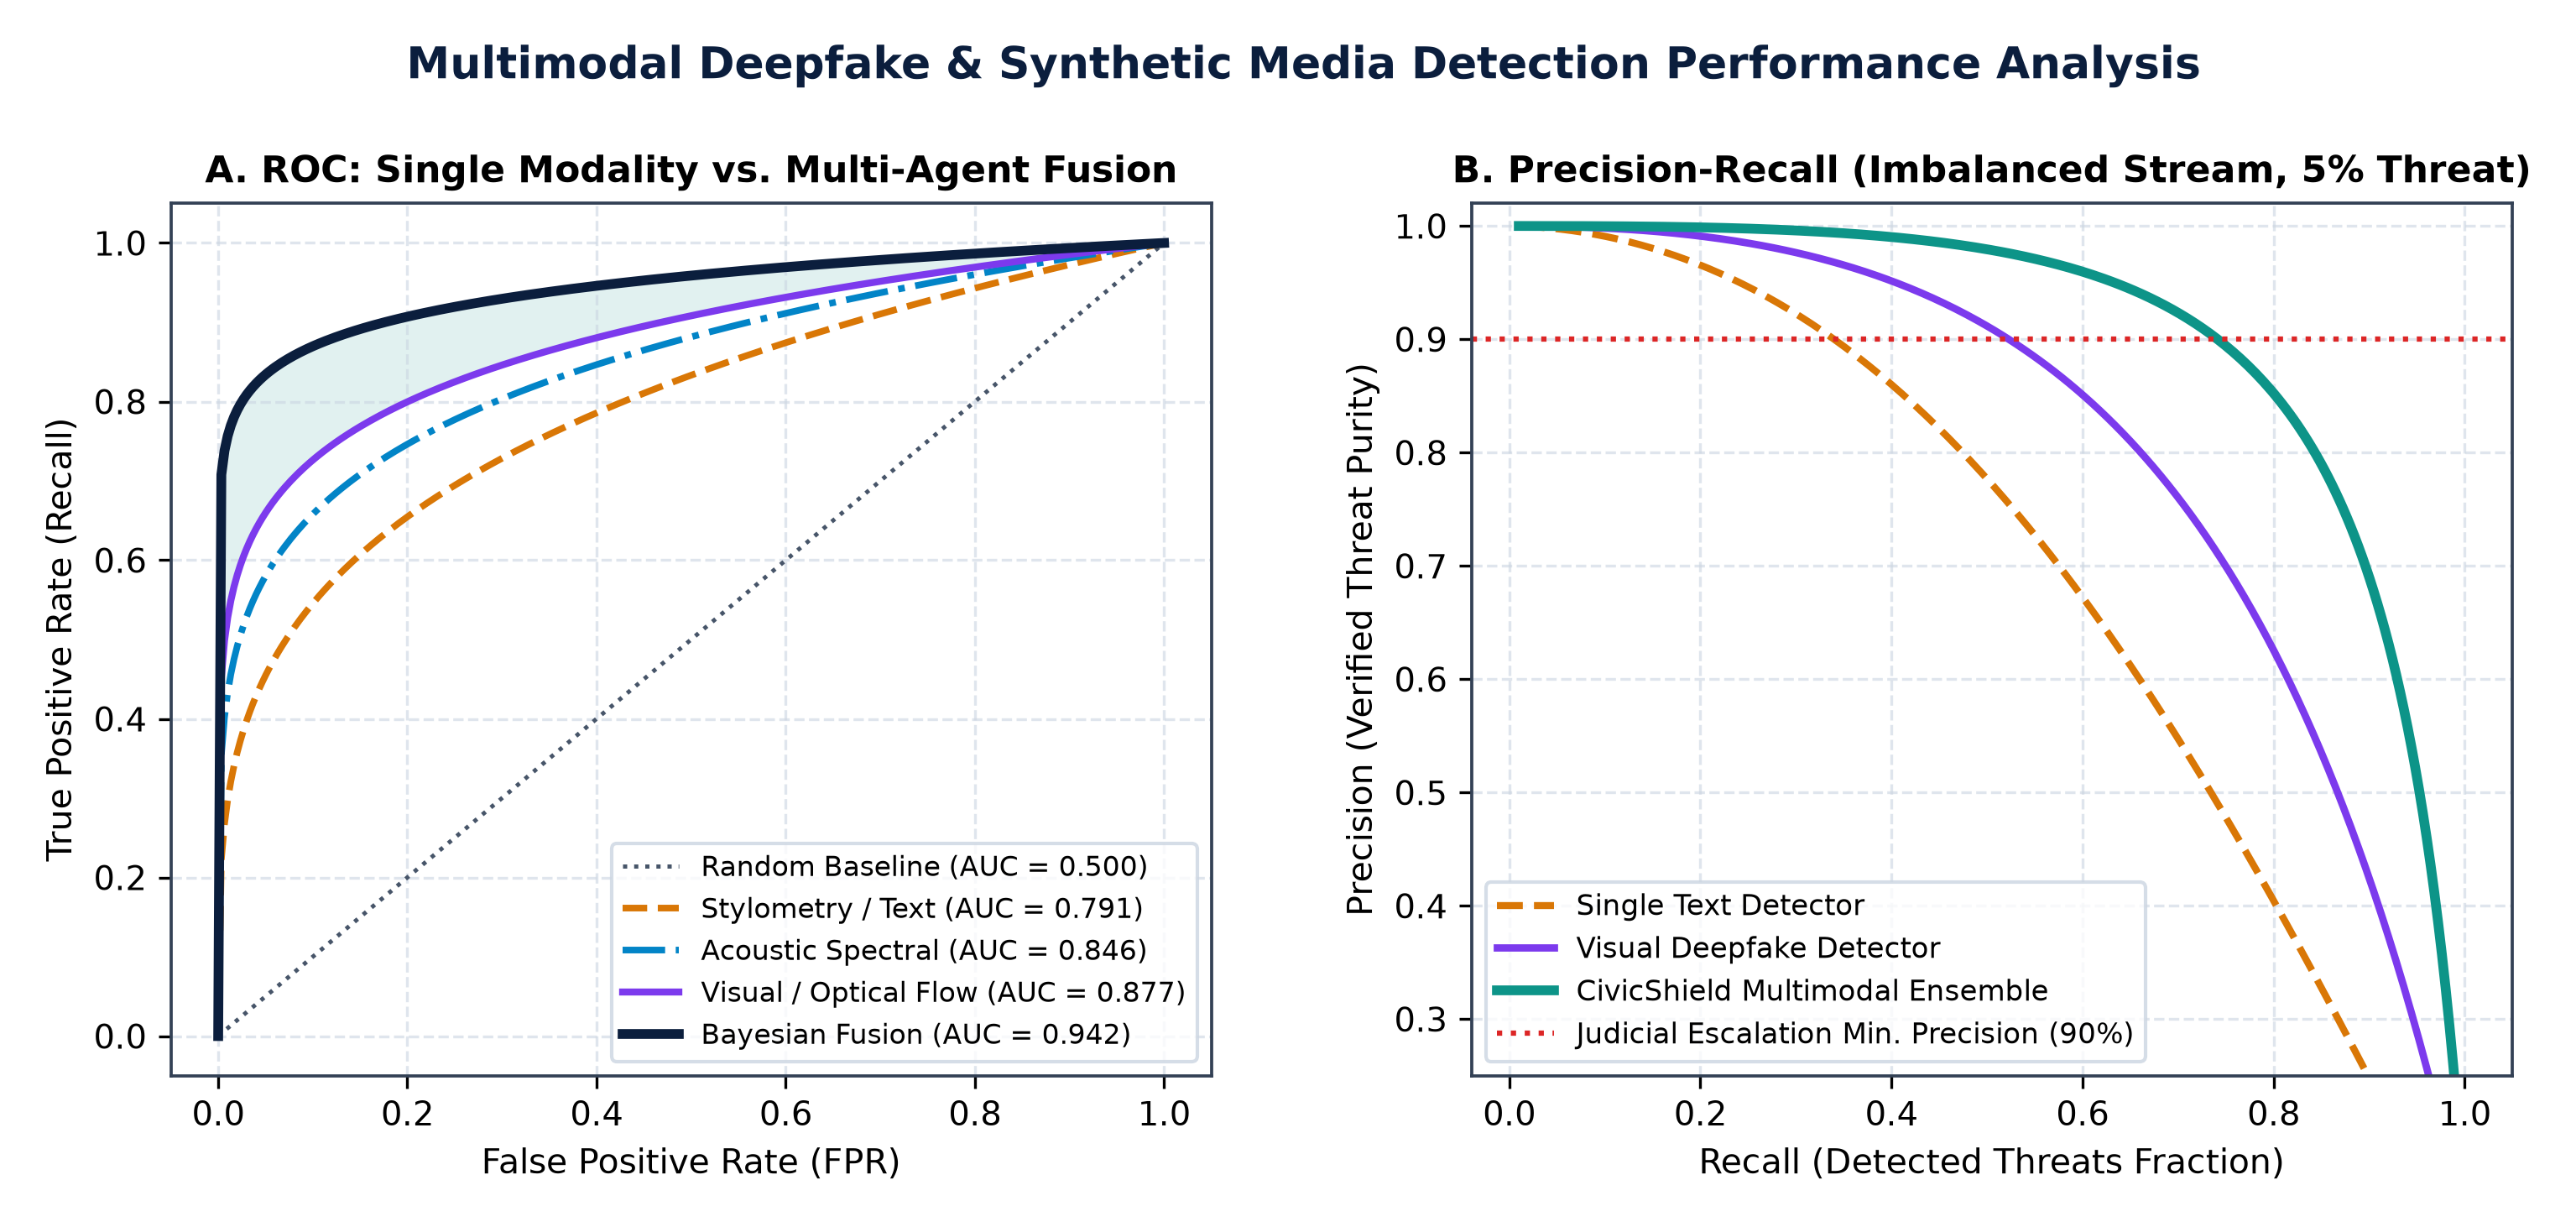 Multimodal Deepfake & Synthetic Media Detection Performance Analysis
A. ROC: Single Modality vs. Multi-Agent Fusion
True Positive Rate (Recall)
1.0
0.8
0.6
0.4
0.2
0.0
0.0 0.2 0.4 0.6 0.8 1.0
False Positive Rate (FPR)
Random Baseline (AUC = 0.500)
Stylometry / Text (AUC = 0.791)
Acoustic Spectral (AUC = 0.846)
Visual / Optical Flow (AUC = 0.877)
Bayesian Fusion (AUC = 0.942)
B. Precision-Recall (Imbalanced Stream, 5% Threat)
Precision (Verified Threat Purity)
1.0
0.9
0.8
0.7
0.6
0.5
0.4
0.3
0.0 0.2 0.4 0.6 0.8 1.0
Recall (Detected Threats Fraction)
Single Text Detector
Visual Deepfake Detector
CivicShield Multimodal Ensemble
Judicial Escalation Min. Precision (90%)